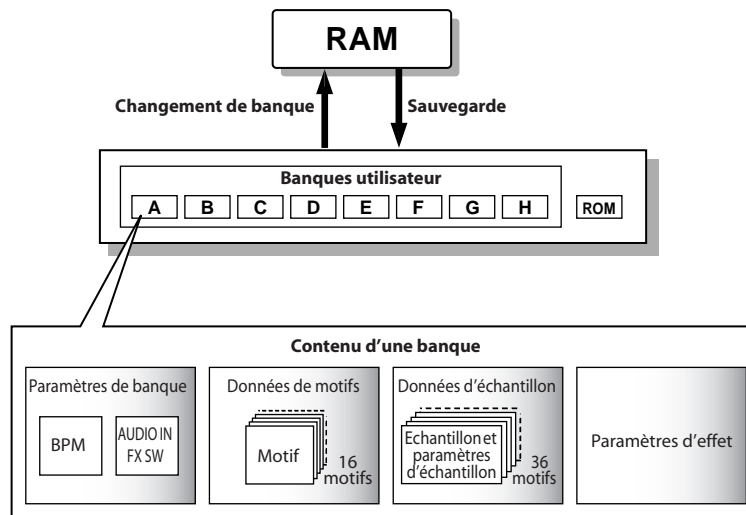 RAM
Changement de banque
Sauvegarde
Banques utilisateur
A B C D E F G H
ROM
Contenu d'une banque
Paramètres de banque
BPM
AUDIO IN
FX SW
Données de motifs
Motif
16
motifs
Données d'échantillon
Echantillon et
paramètres
d'échantillon
36
motifs
Paramètres d'effet